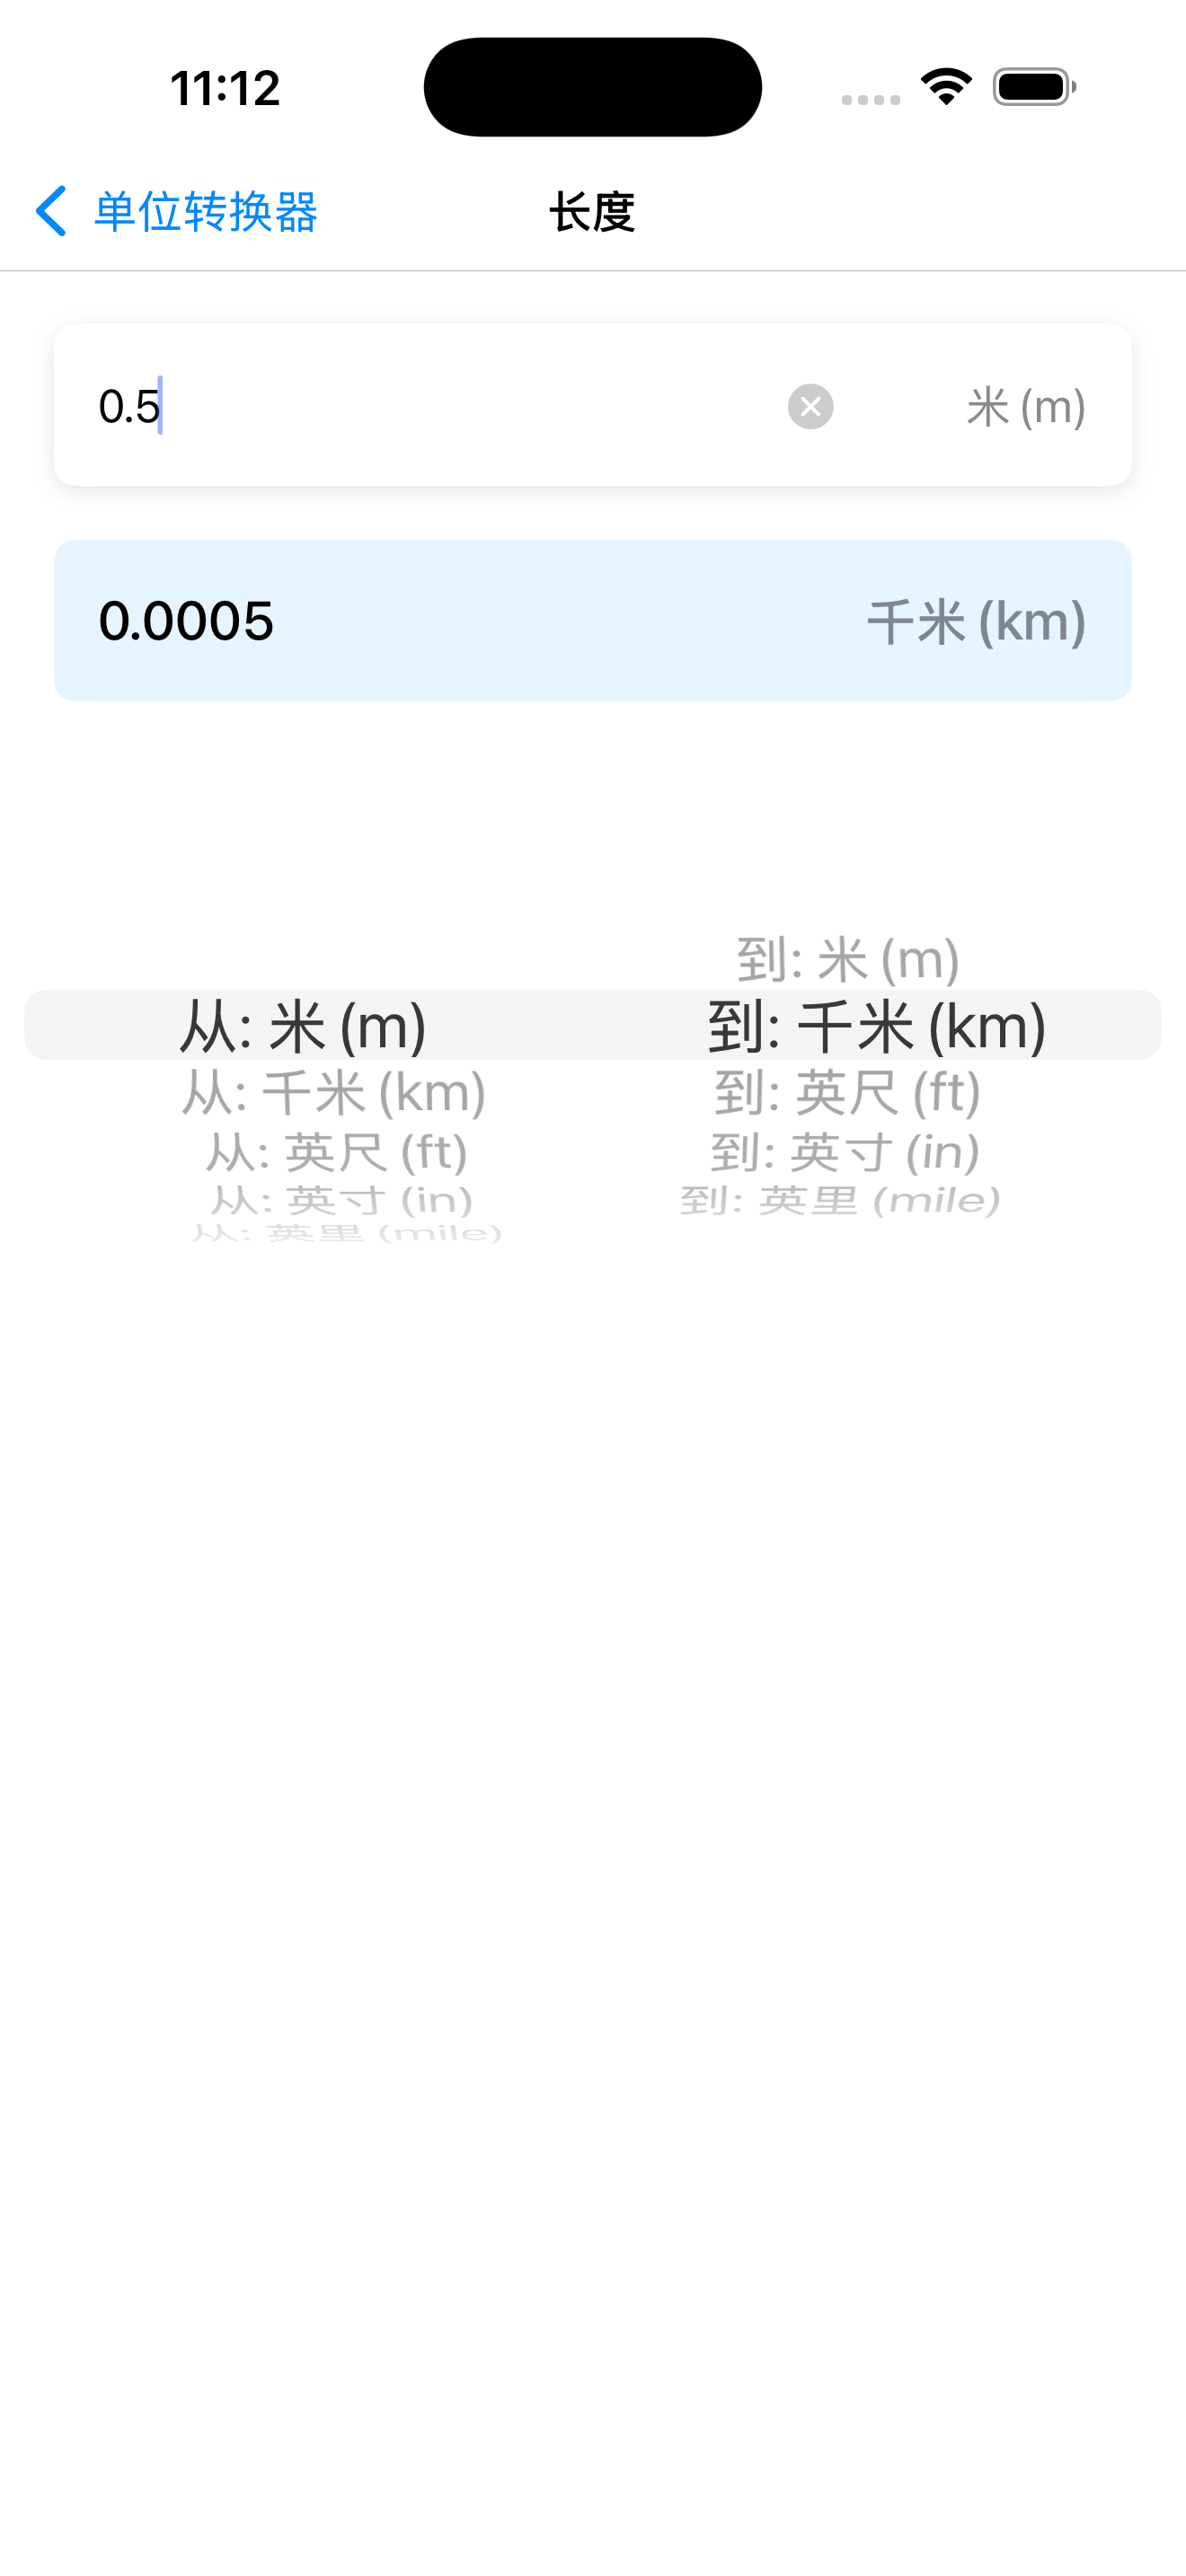 11:12
单位转换器
长度
0.5 米 (m)
0.0005 千米 (km)
到: 米 (m)
从: 米 (m) 到: 千米 (km)
从: 千米 (km) 到: 英尺 (ft)
从: 英尺 (ft) 到: 英寸 (in)
从: 英寸 (in) 到: 英里 (mile)
从: 英里 (mile)